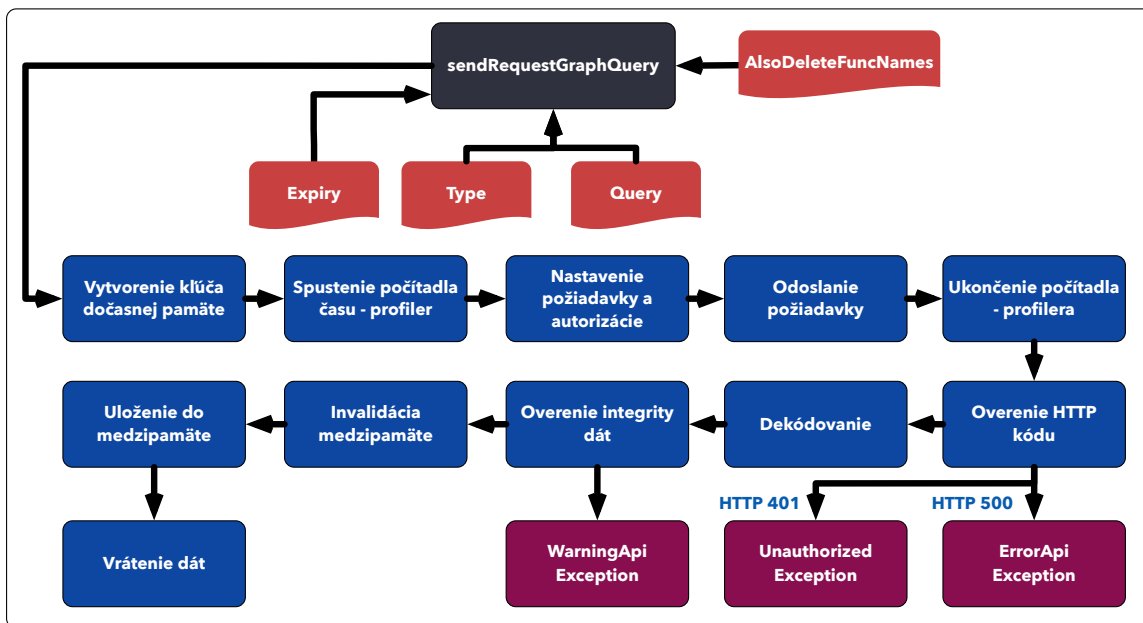 sendRequestGraphQuery
AlsoDeleteFuncNames
Expiry
Type
Query
Vytvorenie kľúča
dočasnej pamäte
Spustenie počítadla
času - profiler
Nastavenie
požiadavky a
autorizácie
Odoslanie
požiadavky
Ukončenie počítadla
- profilera
Uloženie do
medzipamäte
Invalidácia
medzipamäte
Overenie integrity
dát
Dekódovanie
Overenie HTTP
kódu
HTTP 401
HTTP 500
Vrátenie dát
WarningApi
Exception
Unauthorized
Exception
ErrorApi
Exception